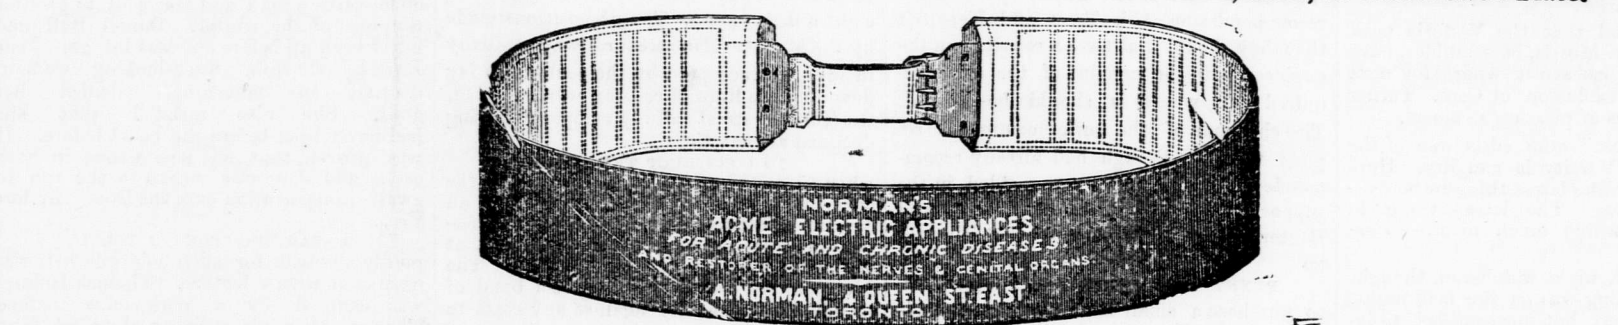 NORMAN'S
ACME ELECTRIC APPLIANCES
FOR ACUTE AND CHRONIC DISEASES
AND RESTORER OF THE NERVES & GENITAL ORGANS.
A. NORMAN. 4 QUEEN ST. EAST
TORONTO